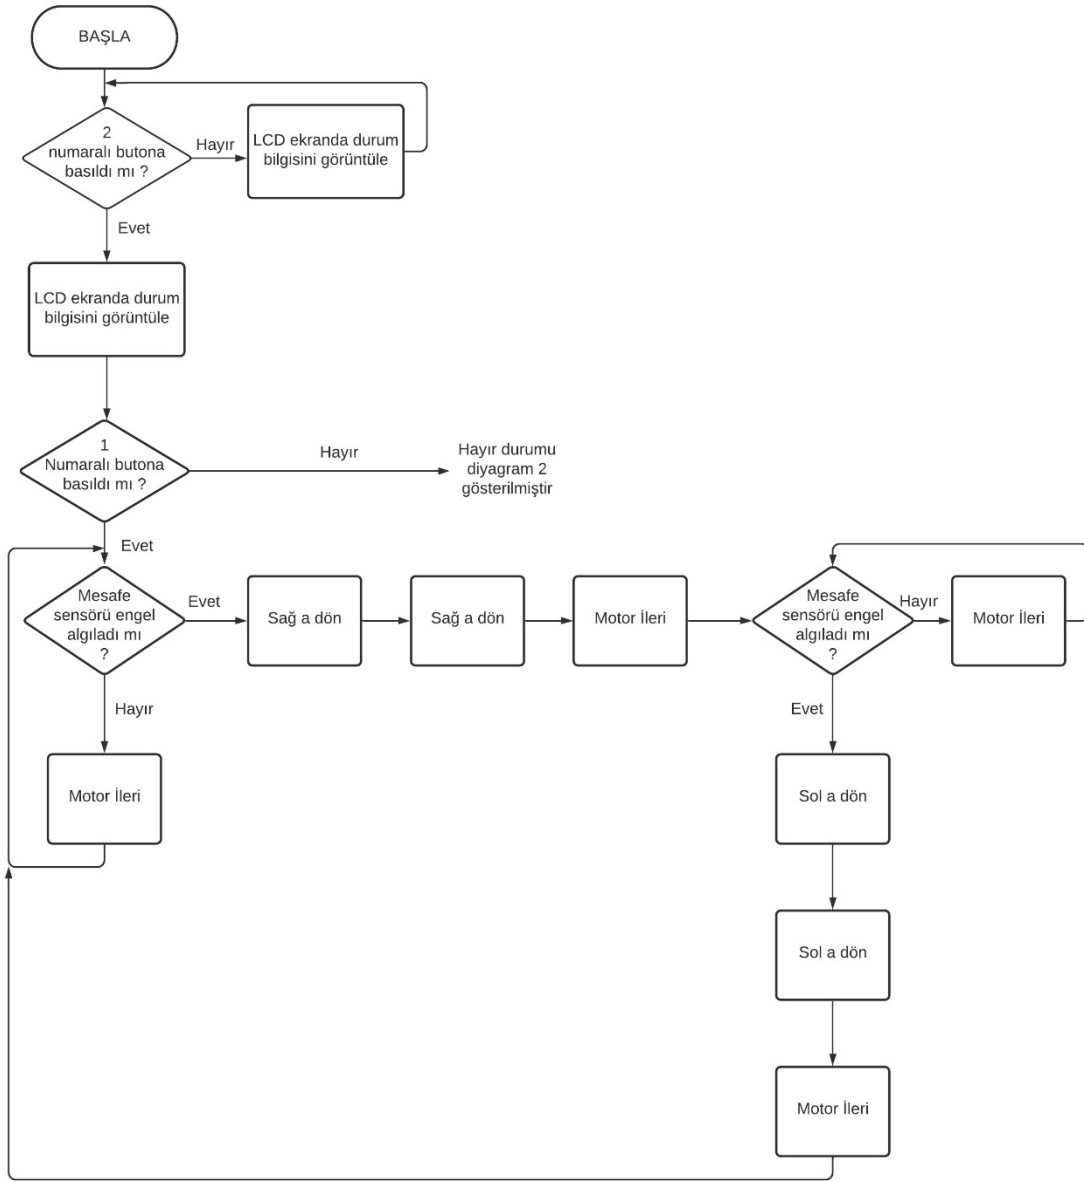 BAŞLA
2
numaralı butona
basıldı mı ?
Hayır
LCD ekranda durum
bilgisini görüntüle
Evet
LCD ekranda durum
bilgisini görüntüle
1
Numaralı butona
basıldı mı ?
Hayır
Hayır durumu
diyagram 2
gösterilmiştir
Evet
Mesafe
sensörü engel
algıladı mı
?
Evet
Sağ a dön
Sağ a dön
Motor İleri
Mesafe
sensörü engel
algıladı mı
?
Hayır
Motor İleri
Hayır
Motor İleri
Evet
Sol a dön
Sol a dön
Motor İleri